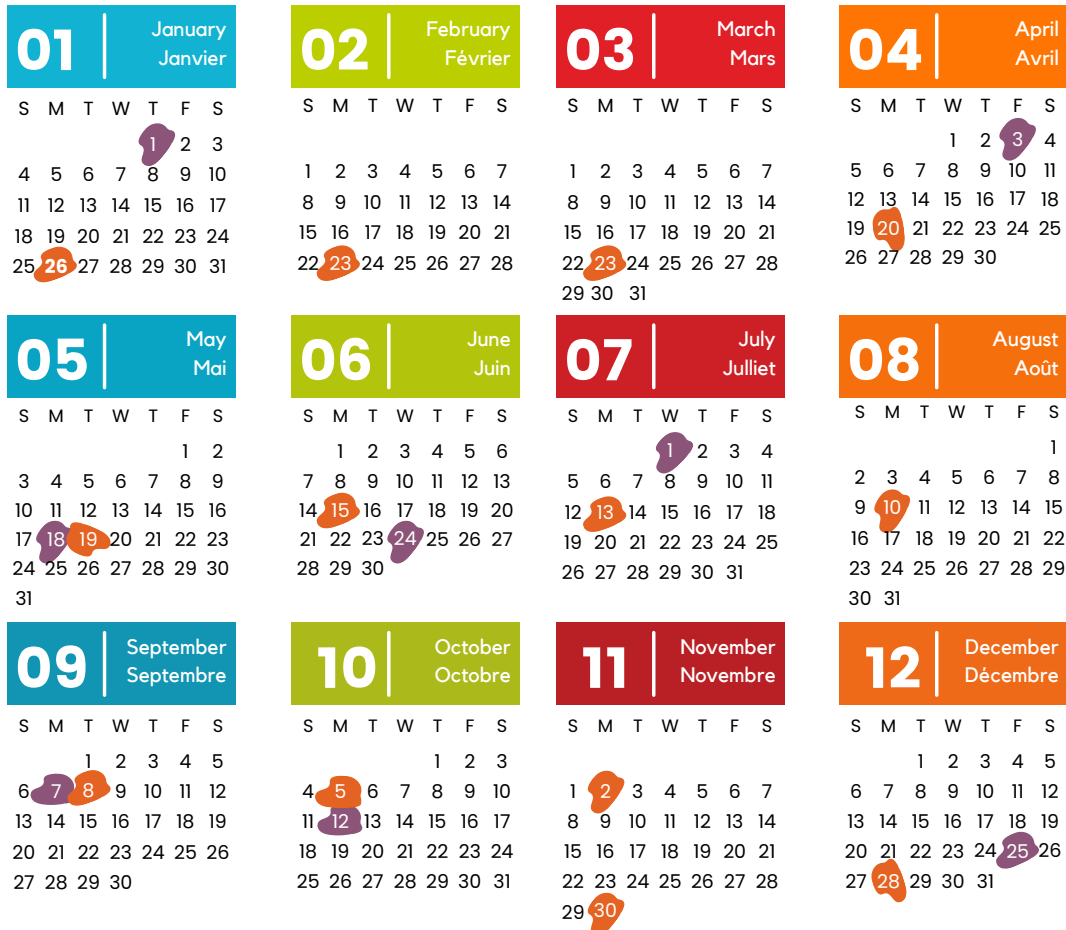 01 January
Janvier
S M T W T F S
1 2 3
4 5 6 7 8 9 10
11 12 13 14 15 16 17
18 19 20 21 22 23 24
25 26 27 28 29 30 31
02 February
Février
S M T W T F S
1 2 3 4 5 6 7
8 9 10 11 12 13 14
15 16 17 18 19 20 21
22 23 24 25 26 27 28
03 March
Mars
S M T W T F S
1 2 3 4 5 6 7
8 9 10 11 12 13 14
15 16 17 18 19 20 21
22 23 24 25 26 27 28
29 30 31
04 April
Avril
S M T W T F S
1 2 3 4
5 6 7 8 9 10 11
12 13 14 15 16 17 18
19 20 21 22 23 24 25
26 27 28 29 30
05 May
Mai
S M T W T F S
1 2
3 4 5 6 7 8 9
10 11 12 13 14 15 16
17 18 19 20 21 22 23
24 25 26 27 28 29 30
31
06 June
Juin
S M T W T F S
1 2 3 4 5 6
7 8 9 10 11 12 13
14 15 16 17 18 19 20
21 22 23 24 25 26 27
28 29 30
07 July
Julliet
S M T W T F S
1 2 3 4
5 6 7 8 9 10 11
12 13 14 15 16 17 18
19 20 21 22 23 24 25
26 27 28 29 30 31
08 August
Août
S M T W T F S
1
2 3 4 5 6 7 8
9 10 11 12 13 14 15
16 17 18 19 20 21 22
23 24 25 26 27 28 29
30 31
09 September
Septembre
S M T W T F S
1 2 3 4 5
6 7 8 9 10 11 12
13 14 15 16 17 18 19
20 21 22 23 24 25 26
27 28 29 30
10 October
Octobre
S M T W T F S
1 2 3
4 5 6 7 8 9 10
11 12 13 14 15 16 17
18 19 20 21 22 23 24
25 26 27 28 29 30 31
11 November
Novembre
S M T W T F S
1 2 3 4 5 6 7
8 9 10 11 12 13 14
15 16 17 18 19 20 21
22 23 24 25 26 27 28
29 30
12 December
Décembre
S M T W T F S
1 2 3 4 5
6 7 8 9 10 11 12
13 14 15 16 17 18 19
20 21 22 23 24 25 26
27 28 29 30 31